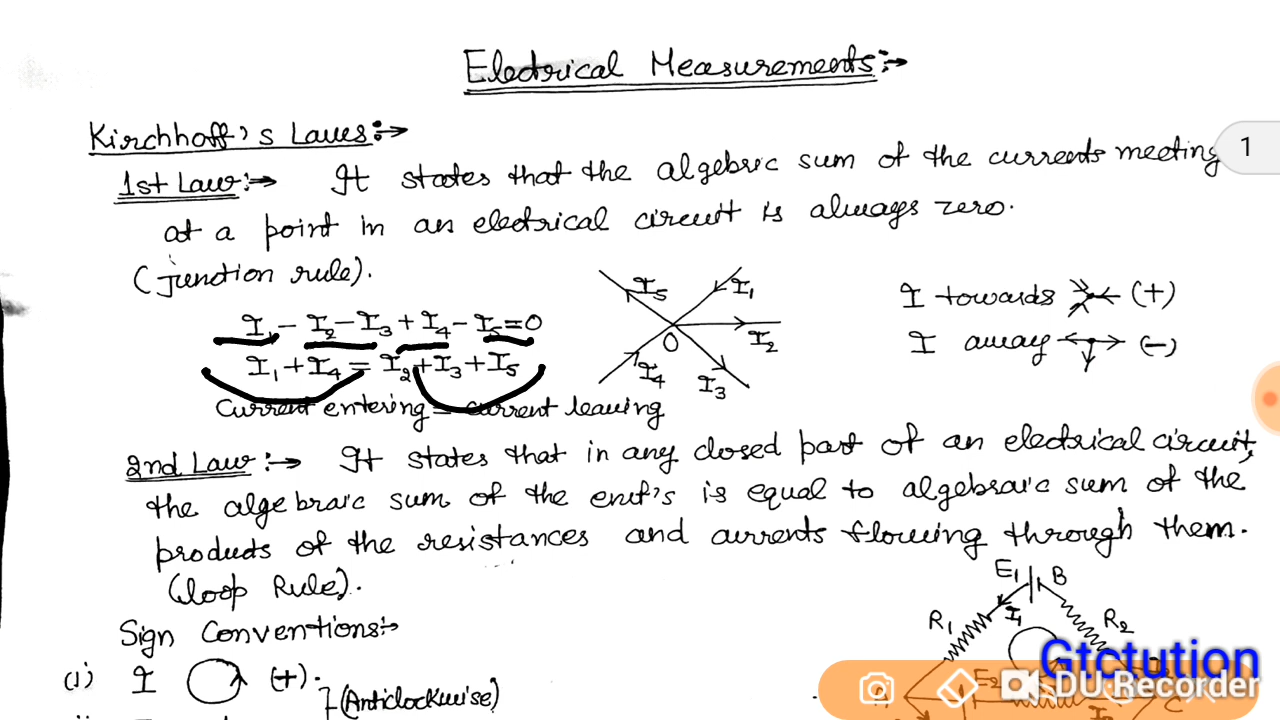 Electrical Measurements:→
Kirchhoff's Laws:→
1st Law:→ It states that the algebric sum of the currents meeting
at a point in an electrical circuit is always zero.
(junction rule).
I₁ - I₂ - I₃ + I₄ - I₅ = 0
I₁ + I₄ = I₂ + I₃ + I₅
Current entering = current leaving
I₅ I₁ I₂ O I₄ I₃
I towards (+)
I away (-)
1
2nd Law:→ It states that in any closed part of an electrical circuit,
the algebraic sum of the emf's is equal to algebraic sum of the
products of the resistances and currents flowing through them.
(loop Rule).
Sign Conventions:→
(i) I (+).
(Anticlockwise)
E₁ B
R₁ I₁ R₂
A E₂ C
Gtctution
DU Recorder